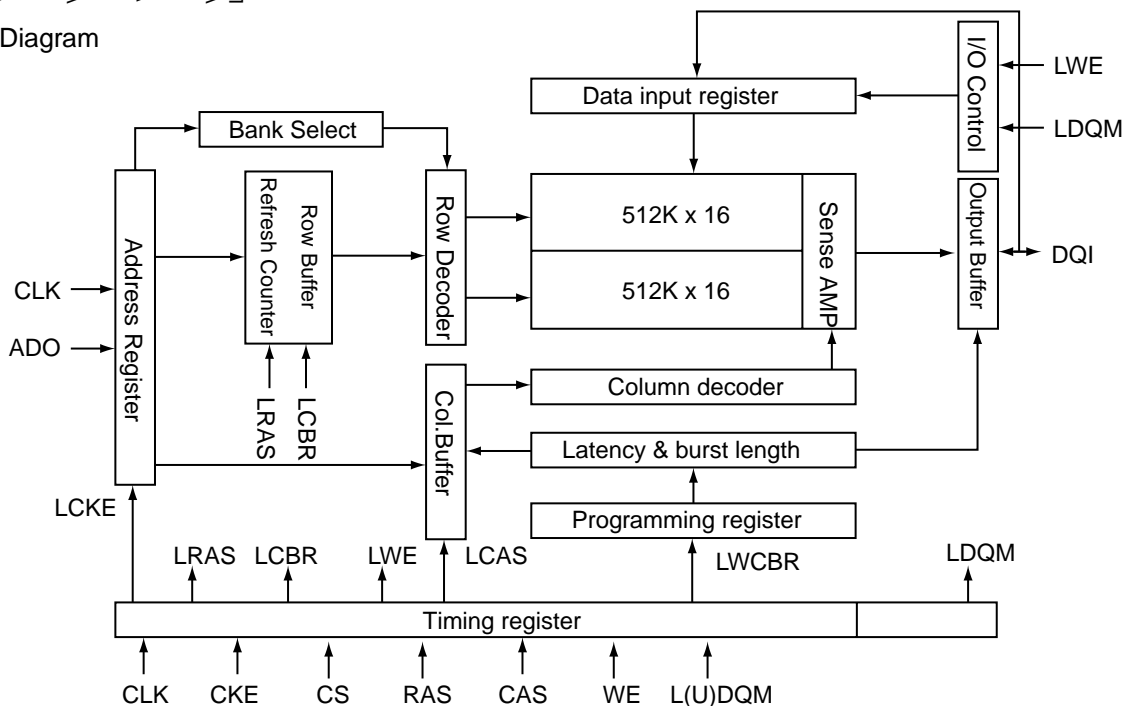 Diagram
I/O Control
LWE
Data input register
LDQM
Bank Select
Address Register
Refresh Counter
Row Buffer
Row Decoder
512K x 16
Sense AMP
Output Buffer
DQI
512K x 16
CLK
ADO
LRAS
LCBR
Col.Buffer
Column decoder
Latency & burst length
LCKE
Programming register
LRAS
LCBR
LWE
LCAS
LWCBR
LDQM
Timing register
CLK
CKE
CS
RAS
CAS
WE
L(U)DQM